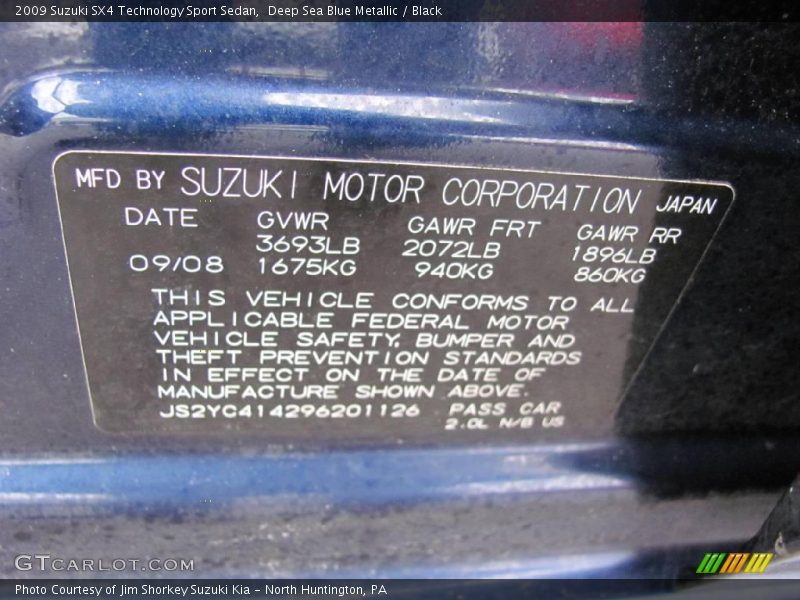 2009 Suzuki SX4 Technology Sport Sedan,  Deep Sea Blue Metallic / Black
MFD BY SUZUKI MOTOR CORPORATION JAPAN
DATE GVWR GAWR FRT GAWR RR
3693LB 2072LB 1896LB
09/08 1675KG 940KG 860KG
THIS VEHICLE CONFORMS TO ALL
APPLICABLE FEDERAL MOTOR
VEHICLE SAFETY, BUMPER AND
THEFT PREVENTION STANDARDS
IN EFFECT ON THE DATE OF
MANUFACTURE SHOWN ABOVE.
JS2YC414296201126 PASS CAR
2.0L N/B US
GTCARLOT.COM
Photo Courtesy of Jim Shorkey Suzuki Kia – North Huntington, PA